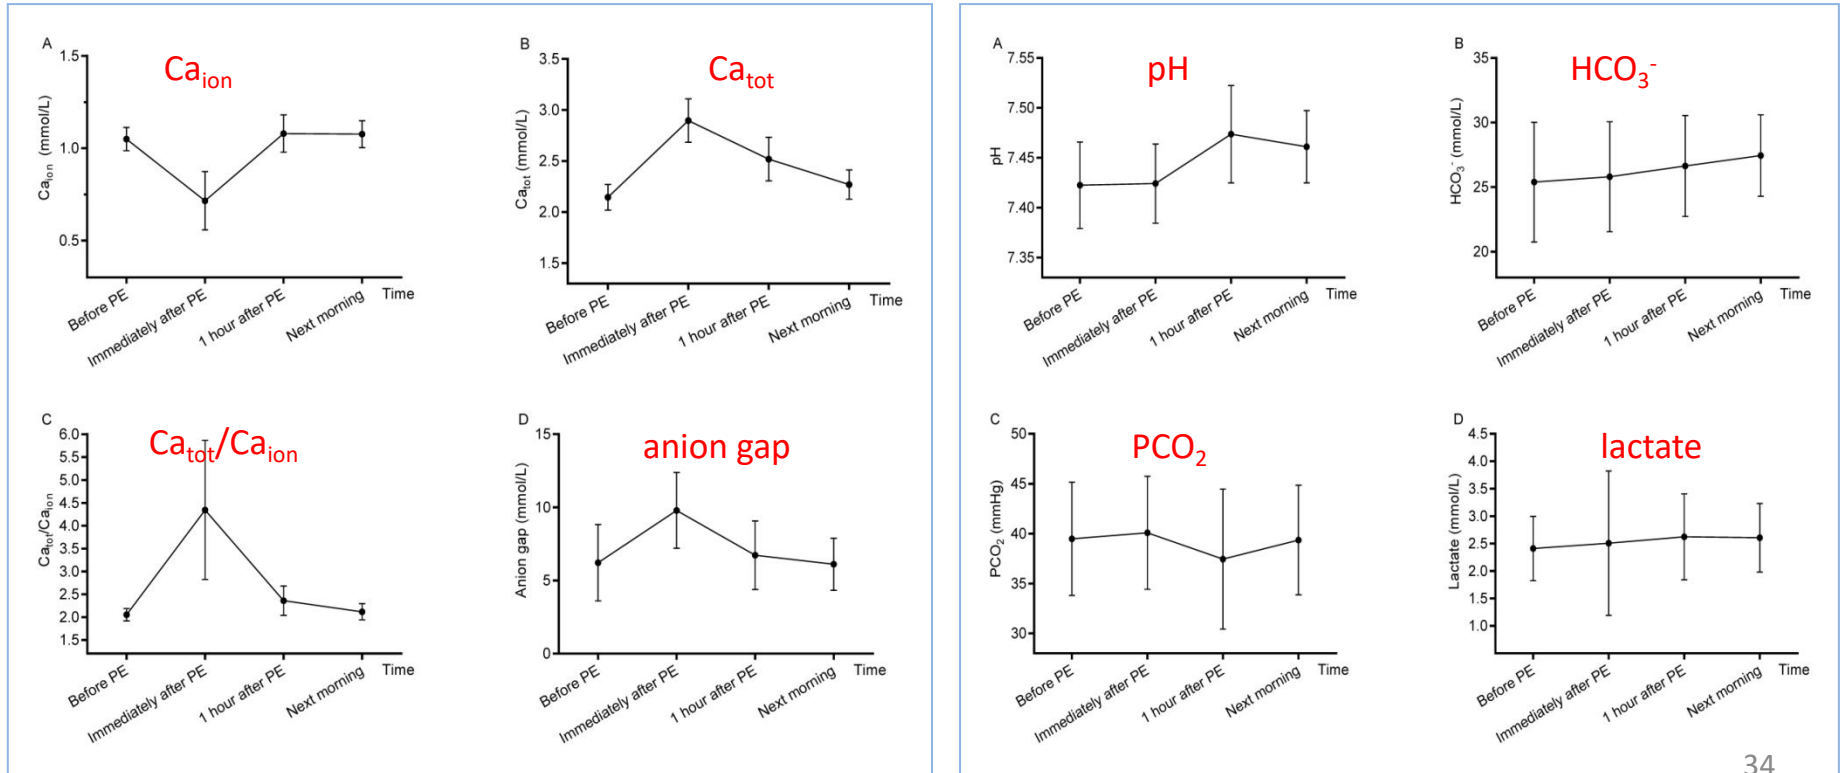 A
Ca_ion
Ca_ion (mmol/L)
1.5
1.0
0.5
Before PE
Immediately after PE
1 hour after PE
Next morning
Time
B
Ca_tot
Ca_tot (mmol/L)
3.5
3.0
2.5
2.0
1.5
Before PE
Immediately after PE
1 hour after PE
Next morning
Time
C
Ca_tot/Ca_ion
Ca_tot/Ca_ion
6.0
5.5
5.0
4.5
4.0
3.5
3.0
2.5
2.0
1.5
Before PE
Immediately after PE
1 hour after PE
Next morning
Time
D
anion gap
Anion gap (mmol/L)
15
10
5
0
Before PE
Immediately after PE
1 hour after PE
Next morning
Time
A
pH
pH
7.55
7.50
7.45
7.40
7.35
Before PE
Immediately after PE
1 hour after PE
Next morning
Time
B
HCO₃⁻
HCO₃⁻ (mmol/L)
35
30
25
20
Before PE
Immediately after PE
1 hour after PE
Next morning
Time
C
PCO₂
PCO₂ (mmHg)
50
45
40
35
30
Before PE
Immediately after PE
1 hour after PE
Next morning
Time
D
lactate
Lactate (mmol/L)
4.5
4.0
3.5
3.0
2.5
2.0
1.5
1.0
Before PE
Immediately after PE
1 hour after PE
Next morning
Time
34